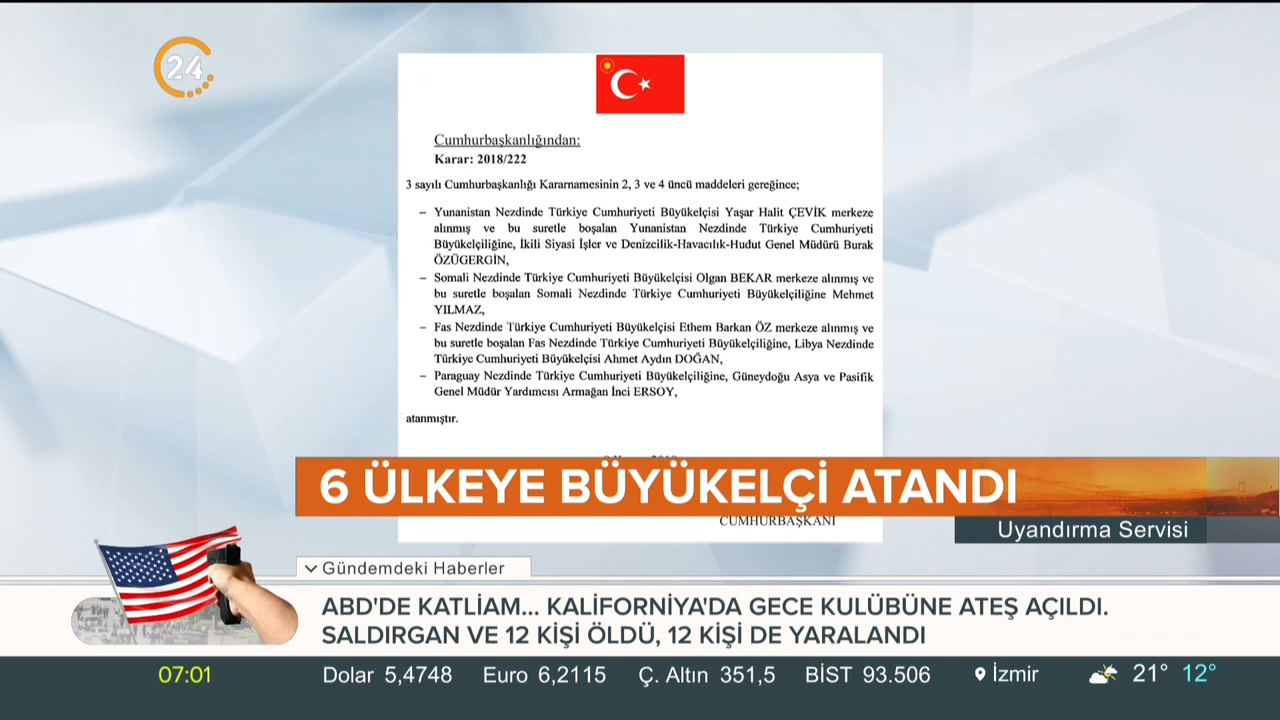 24
Cumhurbaşkanlığından:
Karar: 2018/222
3 sayılı Cumhurbaşkanlığı Kararnamesinin 2, 3 ve 4 üncü maddeleri gereğince;
– Yunanistan Nezdinde Türkiye Cumhuriyeti Büyükelçisi Yaşar Halit ÇEVİK merkeze
alınmış ve bu suretle boşalan Yunanistan Nezdinde Türkiye Cumhuriyeti
Büyükelçiliğine, İkili Siyasi İşler ve Denizcilik-Havacılık-Hudut Genel Müdürü Burak
ÖZÜGERGİN,
– Somali Nezdinde Türkiye Cumhuriyeti Büyükelçisi Olgan BEKAR merkeze alınmış ve
bu suretle boşalan Somali Nezdinde Türkiye Cumhuriyeti Büyükelçiliğine Mehmet
YILMAZ,
– Fas Nezdinde Türkiye Cumhuriyeti Büyükelçisi Ethem Barkan ÖZ merkeze alınmış ve
bu suretle boşalan Fas Nezdinde Türkiye Cumhuriyeti Büyükelçiliğine, Libya Nezdinde
Türkiye Cumhuriyeti Büyükelçisi Ahmet Aydın DOĞAN,
– Paraguay Nezdinde Türkiye Cumhuriyeti Büyükelçiliğine, Güneydoğu Asya ve Pasifik
Genel Müdür Yardımcısı Armağan İnci ERSOY,
atanmıştır.
6 ÜLKEYE BÜYÜKELÇİ ATANDI
CUMHURBAŞKANI
Uyandırma Servisi
Gündemdeki Haberler
ABD'DE KATLİAM... KALİFORNİYA'DA GECE KULÜBÜNE ATEŞ AÇILDI.
SALDIRGAN VE 12 KİŞİ ÖLDÜ, 12 KİŞİ DE YARALANDI
07:01 Dolar 5,4748 Euro 6,2115 Ç. Altın 351,5 BİST 93.506 İzmir 21° 12°